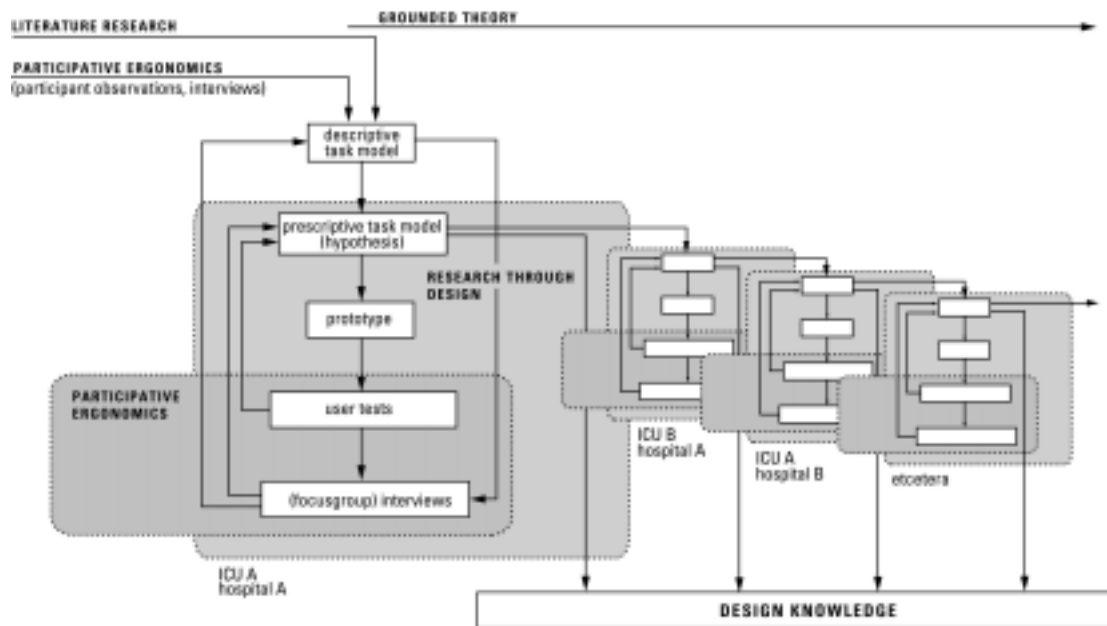 GROUNDED THEORY
LITERATURE RESEARCH
PARTICIPATIVE ERGONOMICS
(participant observations, interviews)
descriptive
task model
prescriptive task model
(hypothesis)
RESEARCH THROUGH
DESIGN
prototype
PARTICIPATIVE
ERGONOMICS
user tests
(focusgroup) interviews
ICU A
hospital A
ICU B
hospital A
ICU A
hospital B
etcetera
DESIGN KNOWLEDGE